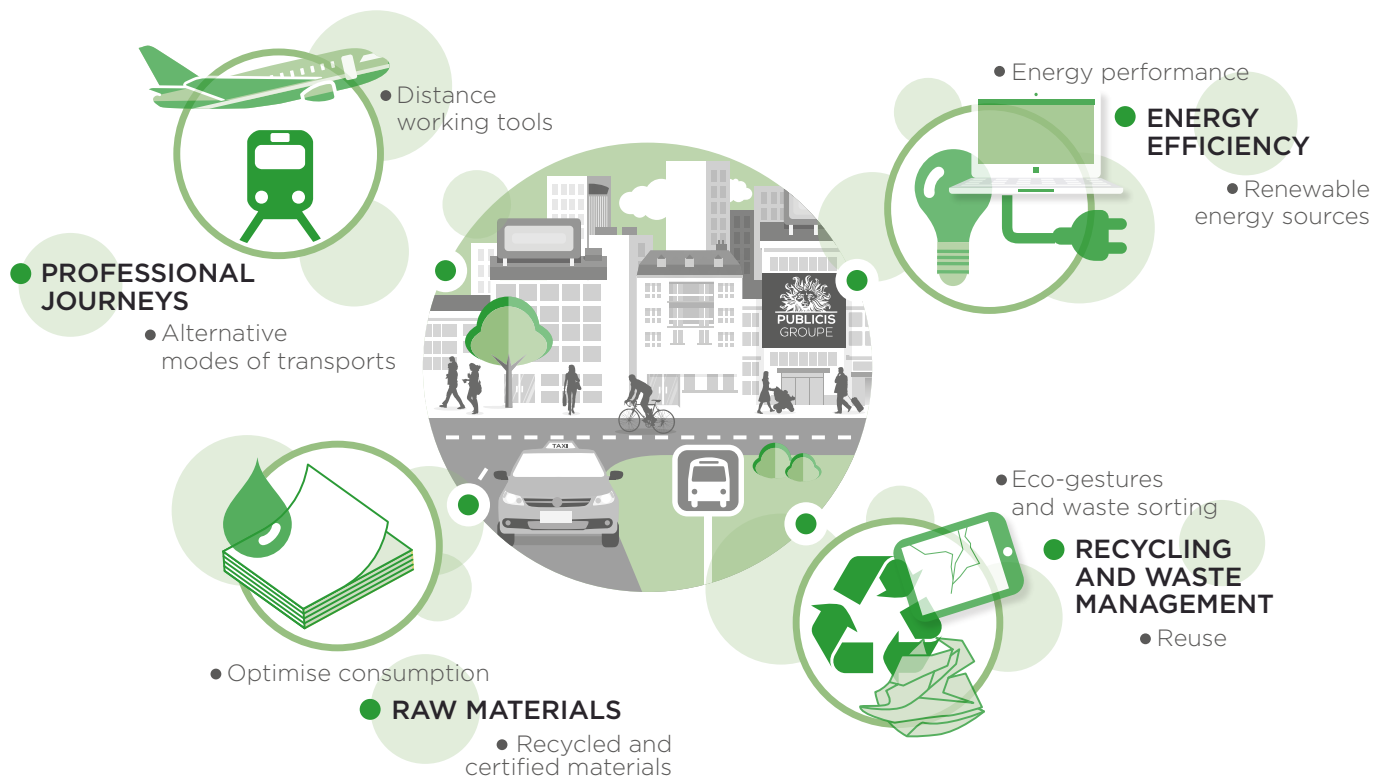 Distance
working tools
PROFESSIONAL
JOURNEYS
Alternative
modes of transports
Energy performance
ENERGY
EFFICIENCY
Renewable
energy sources
PUBLICIS
GROUPE
TAXI
Optimise consumption
RAW MATERIALS
Recycled and
certified materials
Eco-gestures
and waste sorting
RECYCLING
AND WASTE
MANAGEMENT
Reuse